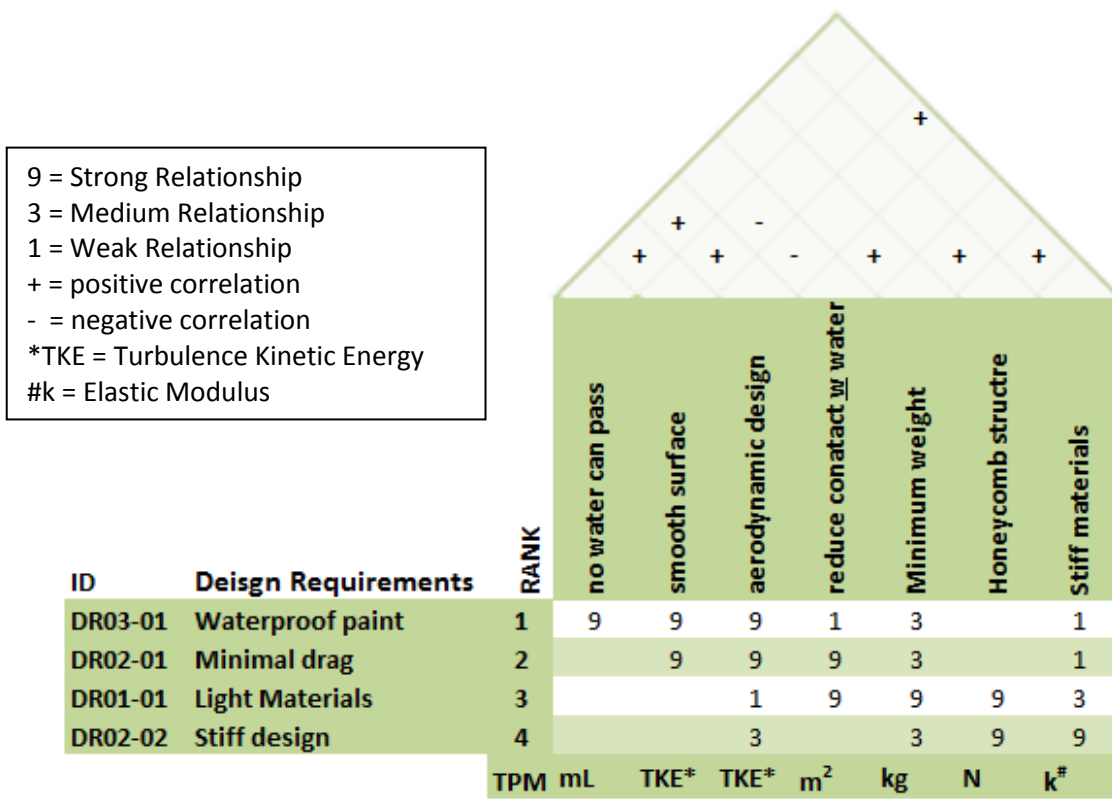 9 = Strong Relationship
3 = Medium Relationship
1 = Weak Relationship
+ = positive correlation
- = negative correlation
*TKE = Turbulence Kinetic Energy
#k = Elastic Modulus
+
+ -
+ + - + + +
ID Deisgn Requirements RANK
no water can pass
smooth surface
aerodynamic design
reduce conatact w water
Minimum weight
Honeycomb structre
Stiff materials
DR03-01 Waterproof paint 1 9 9 9 1 3 1
DR02-01 Minimal drag 2 9 9 9 3 1
DR01-01 Light Materials 3 1 9 9 9 3
DR02-02 Stiff design 4 3 3 9 9
TPM mL TKE* TKE* m² kg N k#